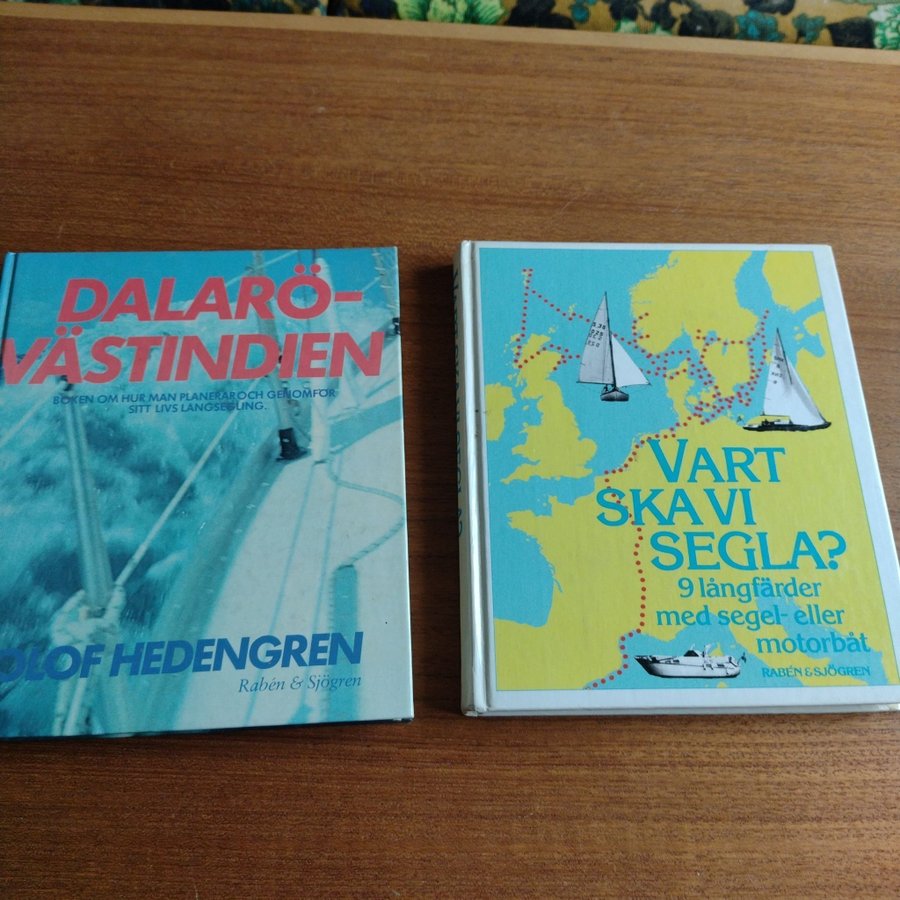 DALARÖ-
VÄSTINDIEN
BOKEN OM HUR MAN PLANERAR OCH GENOMFÖR
SITT LIVS LÅNGSEGLING.
OLOF HEDENGREN
Rabén & Sjögren
VART
SKA VI
SEGLA?
9 långfärder
med segel- eller
motorbåt
RABÉN & SJÖGREN